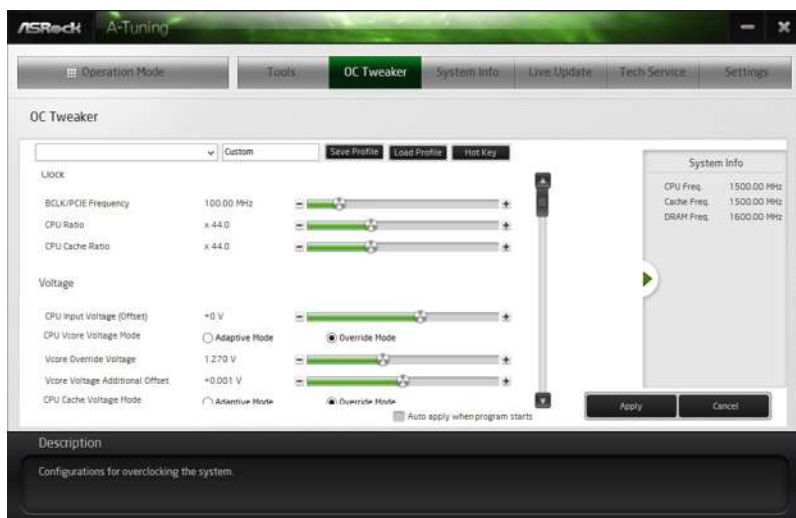 ASRock A-Tuning
Operation Mode Tools OC Tweaker System Info Live Update Tech Service Settings
OC Tweaker
Custom Save Profile Load Profile Hot Key
System Info
Clock
CPU Freq. 1500.00 MHz
BCLK/PCIE Frequency 100.00 MHz
Cache Freq. 1500.00 MHz
DRAM Freq. 1600.00 MHz
CPU Ratio x 44.0
CPU Cache Ratio x 44.0
Voltage
CPU Input Voltage (Offset) +0 V
CPU Vcore Voltage Mode Adaptive Mode Override Mode
Vcore Override Voltage 1.270 V
Vcore Voltage Additional Offset +0.001 V
CPU Cache Voltage Mode Adaptive Mode Override Mode
Auto apply when program starts
Apply Cancel
Description
Configurations for overclocking the system.